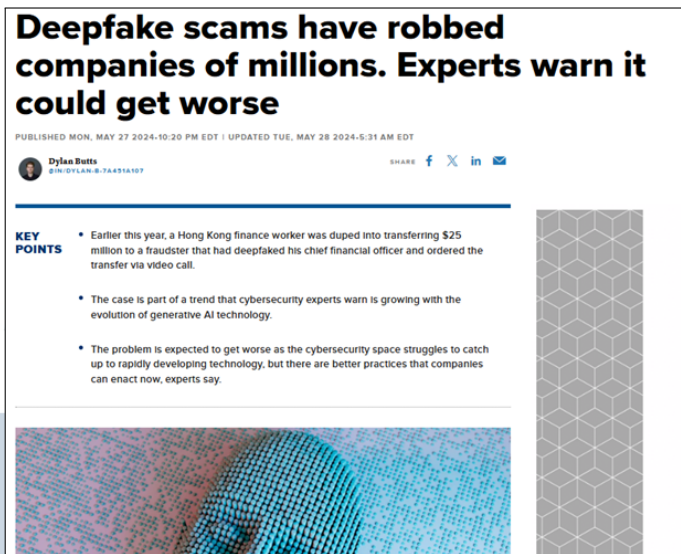 Deepfake scams have robbed
companies of millions. Experts warn it
could get worse
PUBLISHED MON, MAY 27 2024-10:20 PM EDT | UPDATED TUE, MAY 28 2024-5:31 AM EDT
Dylan Butts
@IN/DYLAN-B-7A451A107
SHARE
KEY
POINTS
• Earlier this year, a Hong Kong finance worker was duped into transferring $25
million to a fraudster that had deepfaked his chief financial officer and ordered the
transfer via video call.
• The case is part of a trend that cybersecurity experts warn is growing with the
evolution of generative AI technology.
• The problem is expected to get worse as the cybersecurity space struggles to catch
up to rapidly developing technology, but there are better practices that companies
can enact now, experts say.